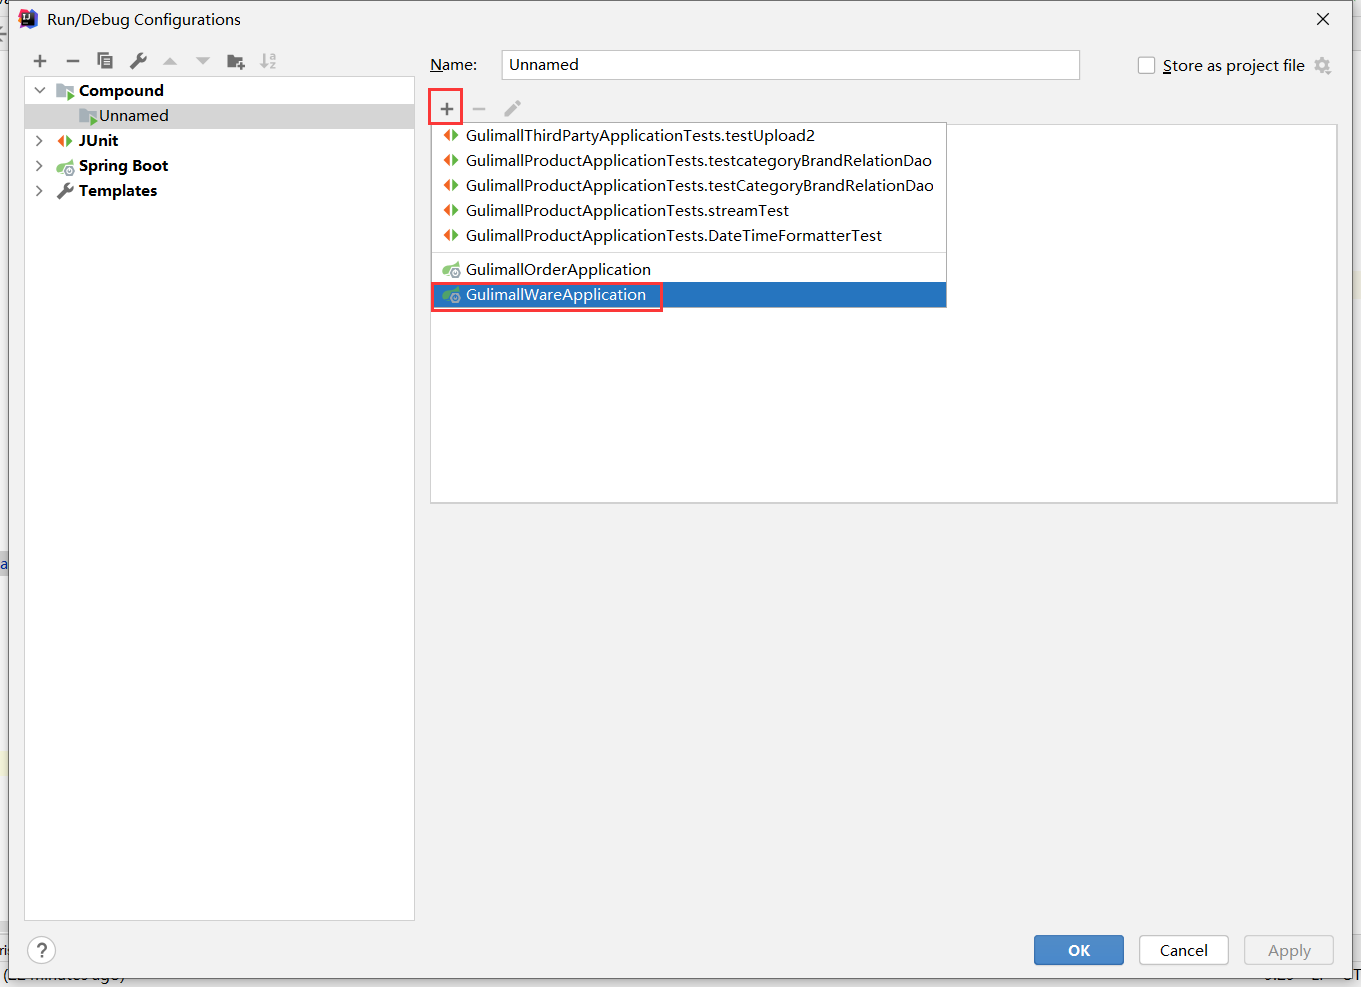 Run/Debug Configurations
Name: Unnamed
Store as project file
Compound
Unnamed
JUnit
Spring Boot
Templates
GulimallThirdPartyApplicationTests.testUpload2
GulimallProductApplicationTests.testcategoryBrandRelationDao
GulimallProductApplicationTests.testCategoryBrandRelationDao
GulimallProductApplicationTests.streamTest
GulimallProductApplicationTests.DateTimeFormatterTest
GulimallOrderApplication
GulimallWareApplication
?
OK
Cancel
Apply